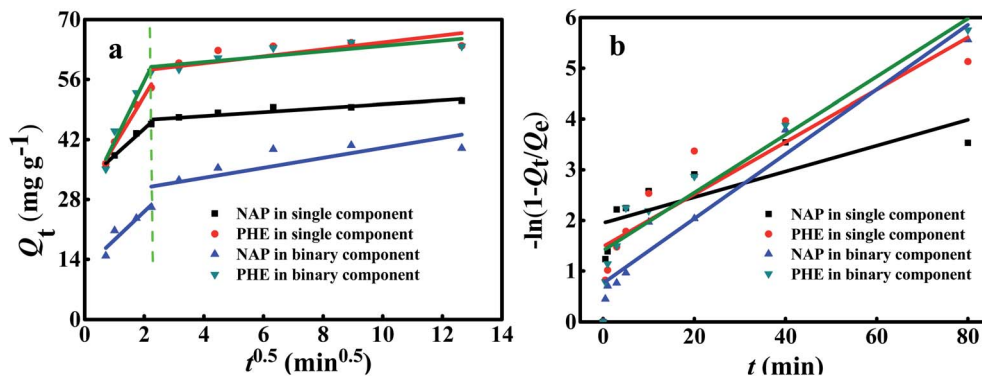 a
70
56
42
28
14
0
Qt (mg g-1)
NAP in single component
PHE in single component
NAP in binary component
PHE in binary component
0 2 4 6 8 10 12 14
t0.5 (min0.5)
b
6
5
4
3
2
1
0
-ln(1-Qt/Qe)
NAP in single component
PHE in single component
NAP in binary component
PHE in binary component
0 20 40 60 80
t (min)